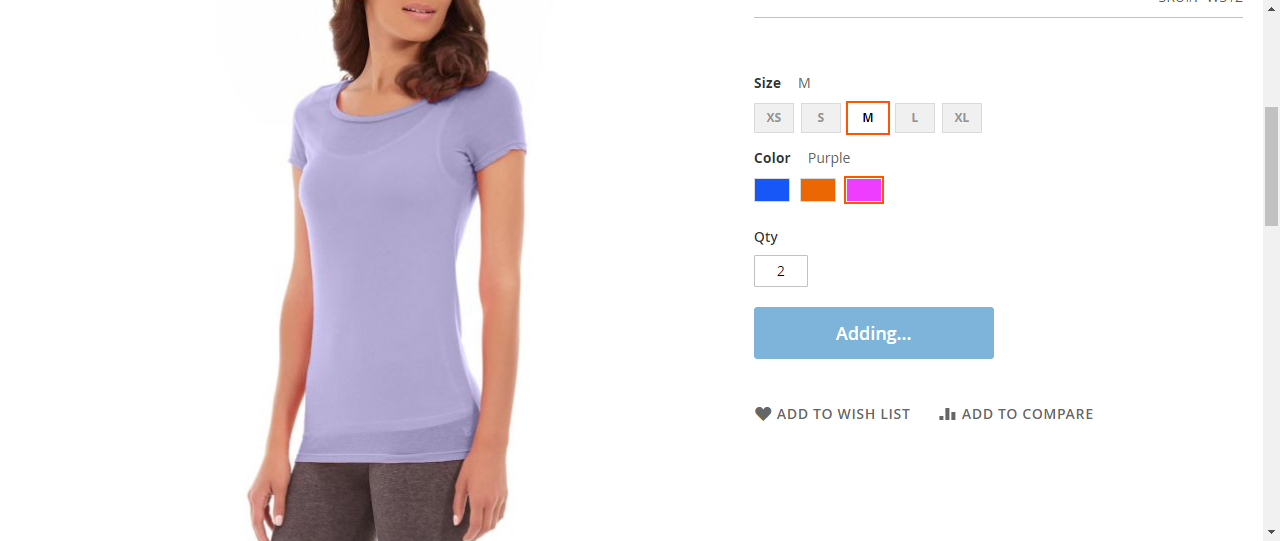 Size M
XS S M L XL
Color Purple
Qty
2
Adding...
ADD TO WISH LIST ADD TO COMPARE